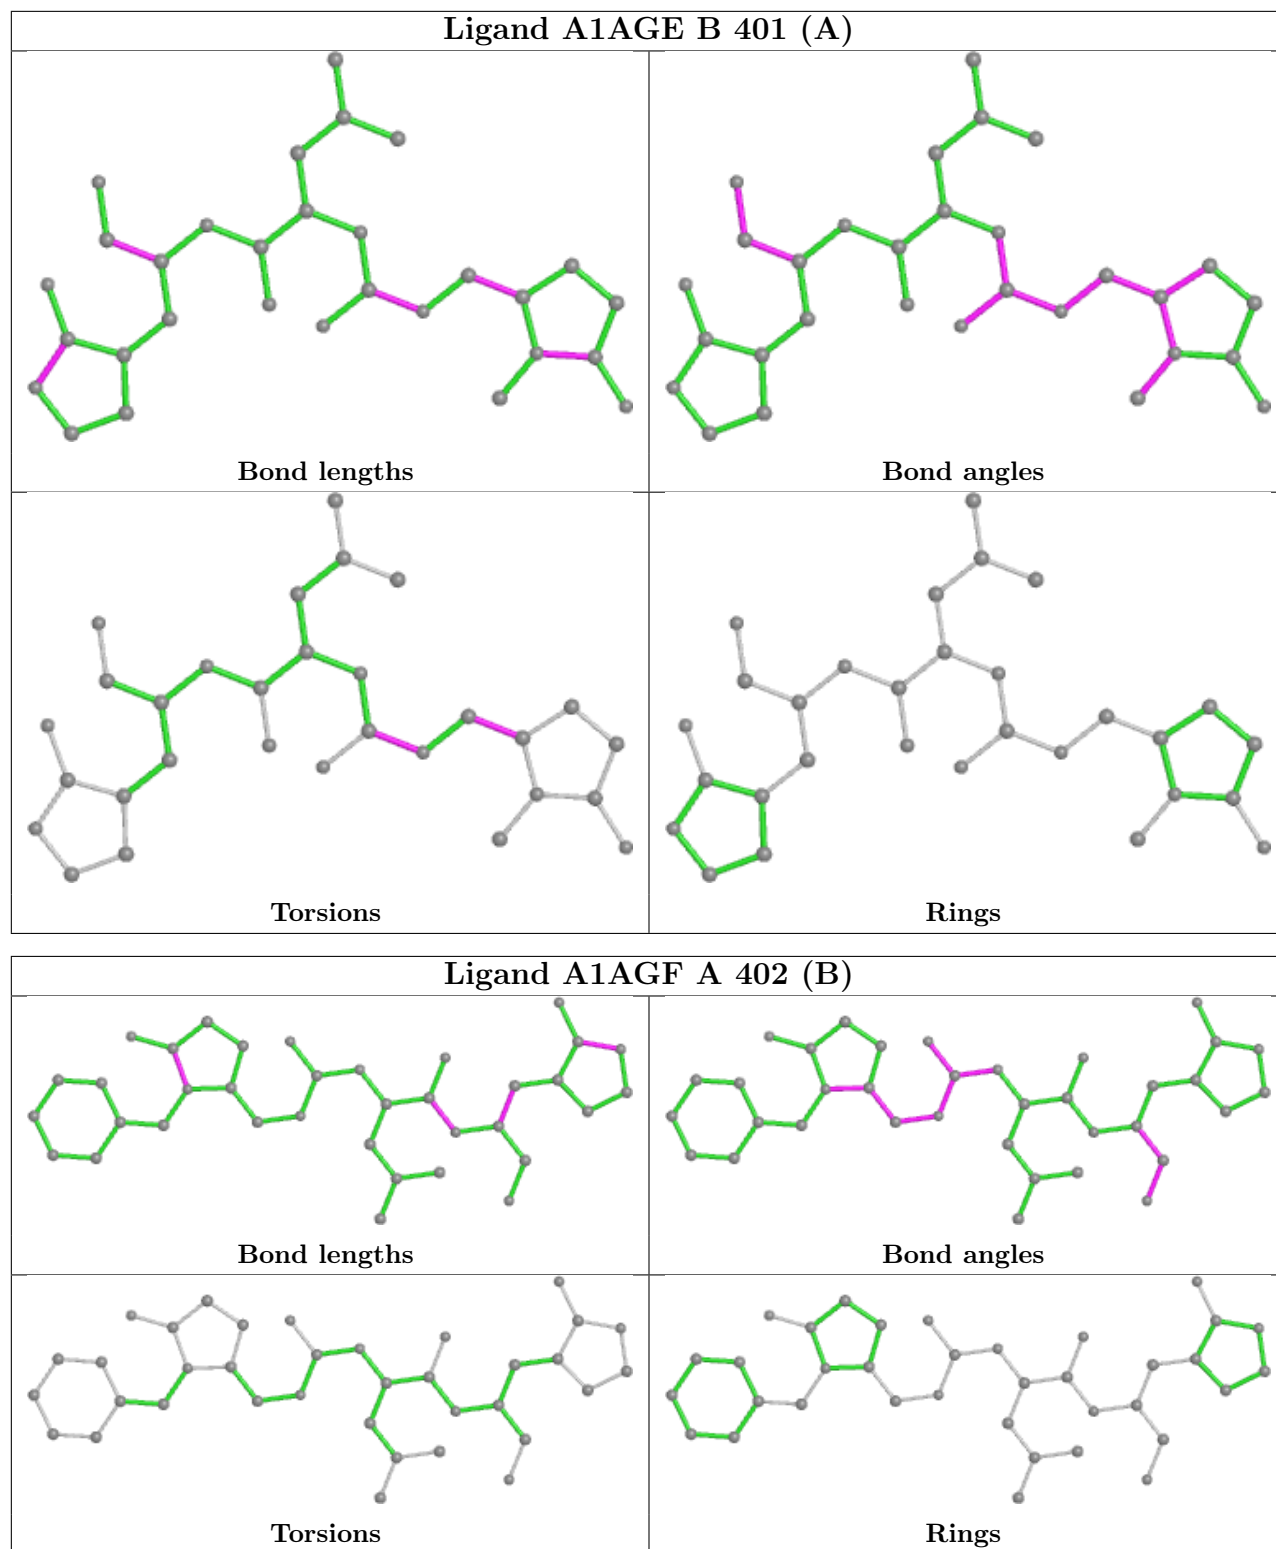 Ligand A1AGE B 401 (A)
Bond lengths
Bond angles
Torsions
Rings
Ligand A1AGF A 402 (B)
Bond lengths
Bond angles
Torsions
Rings